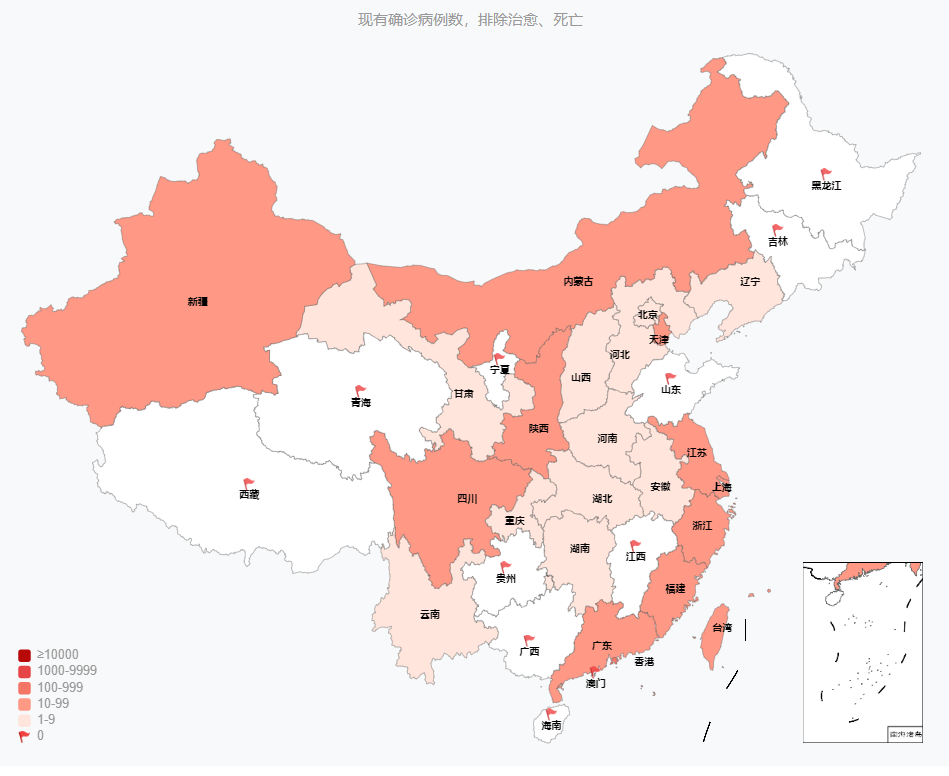 现有确诊病例数，排除治愈、死亡
黑龙江
吉林
辽宁
内蒙古
新疆
北京
天津
河北
山西
宁夏
山东
甘肃
青海
陕西
河南
江苏
西藏
四川
湖北
安徽
上海
重庆
浙江
湖南
江西
贵州
福建
云南
台湾
广东
广西
香港
澳门
海南
≥10000
1000-9999
100-999
10-99
1-9
0
南海诸岛